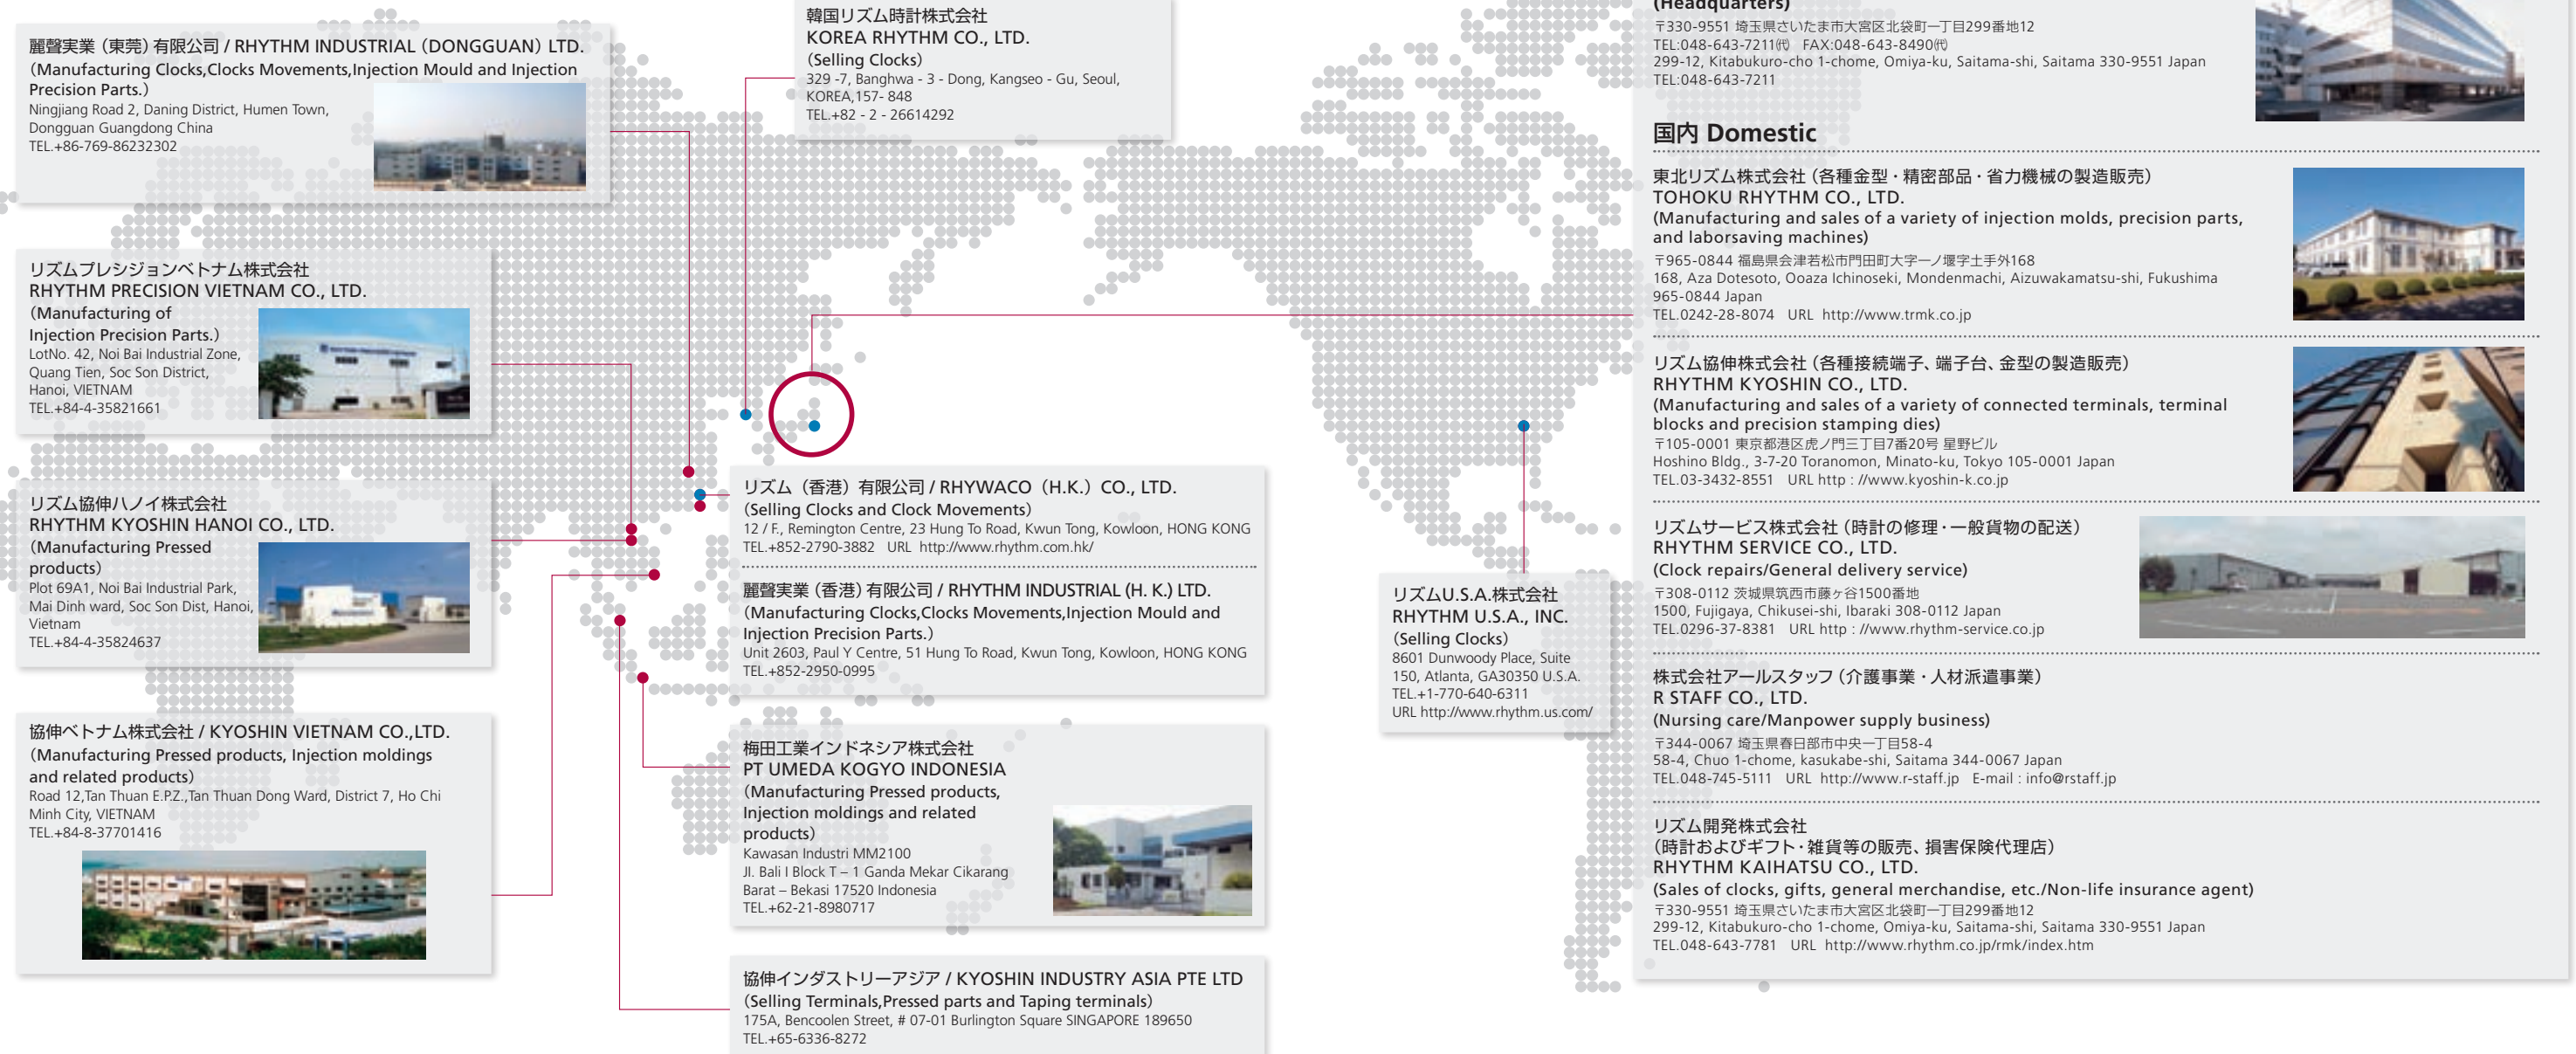 麗聲実業（東莞）有限公司 / RHYTHM INDUSTRIAL（DONGGUAN）LTD.
（Manufacturing Clocks,Clocks Movements,Injection Mould and Injection
Precision Parts.）
Ningjiang Road 2, Daning District, Humen Town,
Dongguan Guangdong China
TEL.+86-769-86232302
リズムプレシジョンベトナム株式会社
RHYTHM PRECISION VIETNAM CO., LTD.
（Manufacturing of
Injection Precision Parts.）
LotNo. 42, Noi Bai Industrial Zone,
Quang Tien, Soc Son District,
Hanoi, VIETNAM
TEL.+84-4-35821661
リズム協伸ハノイ株式会社
RHYTHM KYOSHIN HANOI CO., LTD.
（Manufacturing Pressed
products）
Plot 69A1, Noi Bai Industrial Park,
Mai Dinh ward, Soc Son Dist, Hanoi,
Vietnam
TEL.+84-4-35824637
協伸ベトナム株式会社 / KYOSHIN VIETNAM CO.,LTD.
（Manufacturing Pressed products, Injection moldings
and related products）
Road 12,Tan Thuan E.P.Z.,Tan Thuan Dong Ward, District 7, Ho Chi
Minh City, VIETNAM
TEL.+84-8-37701416
韓国リズム時計株式会社
KOREA RHYTHM CO., LTD.
（Selling Clocks）
329 -7, Banghwa - 3 - Dong, Kangseo - Gu, Seoul,
KOREA,157- 848
TEL.+82 - 2 - 26614292
リズム（香港）有限公司 / RHYWACO（H.K.）CO., LTD.
（Selling Clocks and Clock Movements）
12 / F., Remington Centre, 23 Hung To Road, Kwun Tong, Kowloon, HONG KONG
TEL.+852-2790-3882 URL http://www.rhythm.com.hk/
麗聲実業（香港）有限公司 / RHYTHM INDUSTRIAL (H. K.) LTD.
（Manufacturing Clocks,Clocks Movements,Injection Mould and
Injection Precision Parts.）
Unit 2603, Paul Y Centre, 51 Hung To Road, Kwun Tong, Kowloon, HONG KONG
TEL.+852-2950-0995
梅田工業インドネシア株式会社
PT UMEDA KOGYO INDONESIA
（Manufacturing Pressed products,
Injection moldings and related
products）
Kawasan Industri MM2100
Jl. Bali I Block T – 1 Ganda Mekar Cikarang
Barat – Bekasi 17520 Indonesia
TEL.+62-21-8980717
協伸インダストリーアジア / KYOSHIN INDUSTRY ASIA PTE LTD
（Selling Terminals,Pressed parts and Taping terminals）
175A, Bencoolen Street, # 07-01 Burlington Square SINGAPORE 189650
TEL.+65-6336-8272
リズムU.S.A.株式会社
RHYTHM U.S.A., INC.
（Selling Clocks）
8601 Dunwoody Place, Suite
150, Atlanta, GA30350 U.S.A.
TEL.+1-770-640-6311
URL http://www.rhythm.us.com/
(Headquarters)
〒330-9551 埼玉県さいたま市大宮区北袋町一丁目299番地12
TEL:048-643-7211㈹ FAX:048-643-8490㈹
299-12, Kitabukuro-cho 1-chome, Omiya-ku, Saitama-shi, Saitama 330-9551 Japan
TEL:048-643-7211
国内 Domestic
東北リズム株式会社（各種金型・精密部品・省力機械の製造販売）
TOHOKU RHYTHM CO., LTD.
(Manufacturing and sales of a variety of injection molds, precision parts,
and laborsaving machines)
〒965-0844 福島県会津若松市門田町大字一ノ堰字土手外168
168, Aza Dotesoto, Ooaza Ichinoseki, Mondenmachi, Aizuwakamatsu-shi, Fukushima
965-0844 Japan
TEL.0242-28-8074 URL http://www.trmk.co.jp
リズム協伸株式会社（各種接続端子、端子台、金型の製造販売）
RHYTHM KYOSHIN CO., LTD.
(Manufacturing and sales of a variety of connected terminals, terminal
blocks and precision stamping dies)
〒105-0001 東京都港区虎ノ門三丁目7番20号 星野ビル
Hoshino Bldg., 3-7-20 Toranomon, Minato-ku, Tokyo 105-0001 Japan
TEL.03-3432-8551 URL http : //www.kyoshin-k.co.jp
リズムサービス株式会社（時計の修理・一般貨物の配送）
RHYTHM SERVICE CO., LTD.
(Clock repairs/General delivery service)
〒308-0112 茨城県筑西市藤ヶ谷1500番地
1500, Fujigaya, Chikusei-shi, Ibaraki 308-0112 Japan
TEL.0296-37-8381 URL http : //www.rhythm-service.co.jp
株式会社アールスタッフ（介護事業・人材派遣事業）
R STAFF CO., LTD.
(Nursing care/Manpower supply business)
〒344-0067 埼玉県春日部市中央一丁目58-4
58-4, Chuo 1-chome, kasukabe-shi, Saitama 344-0067 Japan
TEL.048-745-5111 URL http://www.r-staff.jp E-mail : info@rstaff.jp
リズム開発株式会社
（時計およびギフト・雑貨等の販売、損害保険代理店）
RHYTHM KAIHATSU CO., LTD.
(Sales of clocks, gifts, general merchandise, etc./Non-life insurance agent)
〒330-9551 埼玉県さいたま市大宮区北袋町一丁目299番地12
299-12, Kitabukuro-cho 1-chome, Omiya-ku, Saitama-shi, Saitama 330-9551 Japan
TEL.048-643-7781 URL http://www.rhythm.co.jp/rmk/index.htm